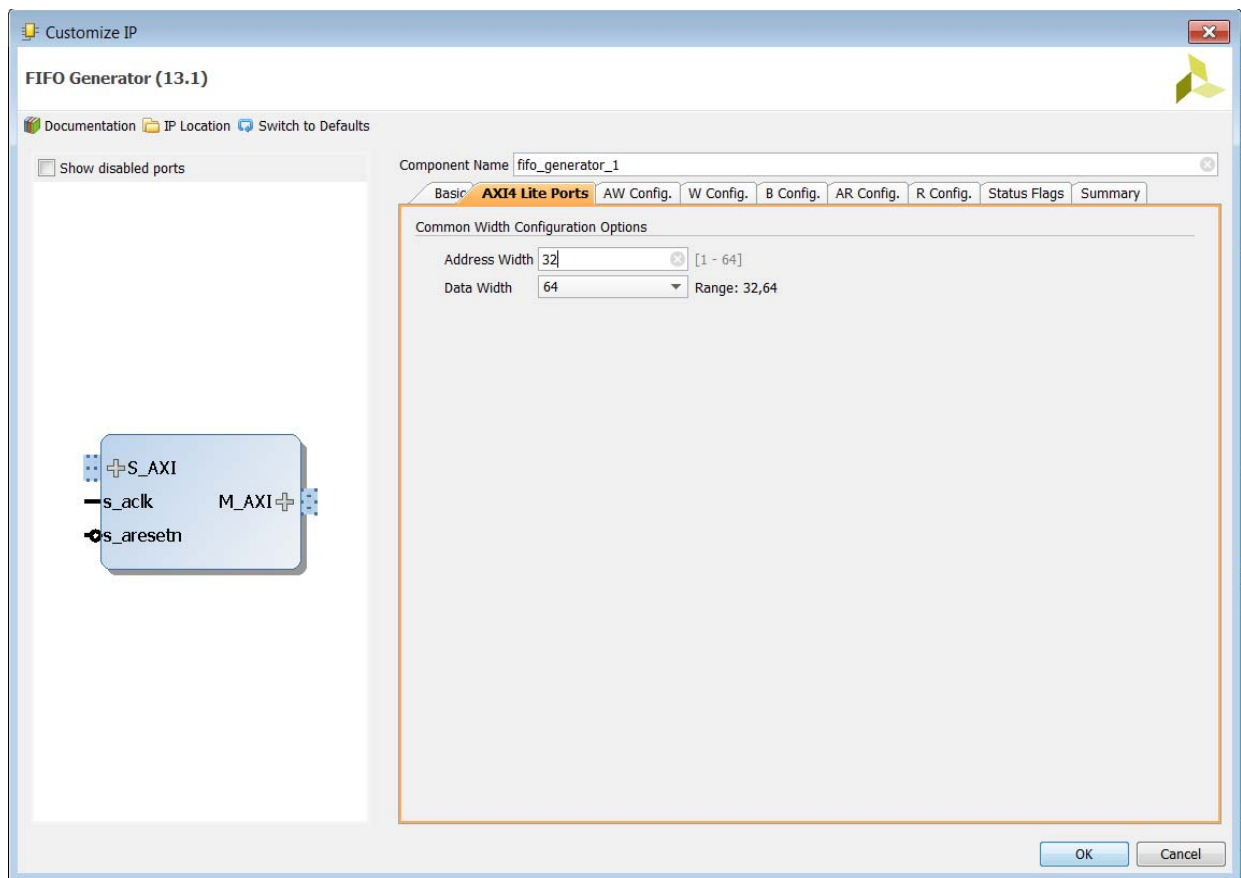 Customize IP
FIFO Generator (13.1)
Documentation IP Location Switch to Defaults
Show disabled ports
S_AXI
s_aclk M_AXI
s_aresetn
Component Name fifo_generator_1
Basic AXI4 Lite Ports AW Config. W Config. B Config. AR Config. R Config. Status Flags Summary
Common Width Configuration Options
Address Width 32 [1 - 64]
Data Width 64 Range: 32,64
OK Cancel